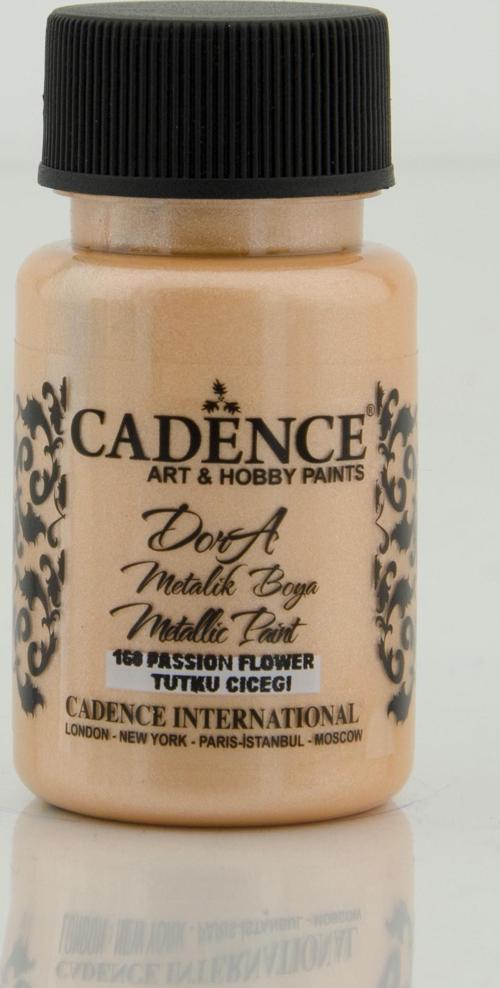 CADENCE®
ART & HOBBY PAINTS
DorA
Metalik Boya
Metallic Paint
160 PASSION FLOWER
TUTKU CICEGI
CADENCE INTERNATIONAL
LONDON - NEW YORK - PARIS-İSTANBUL - MOSCOW